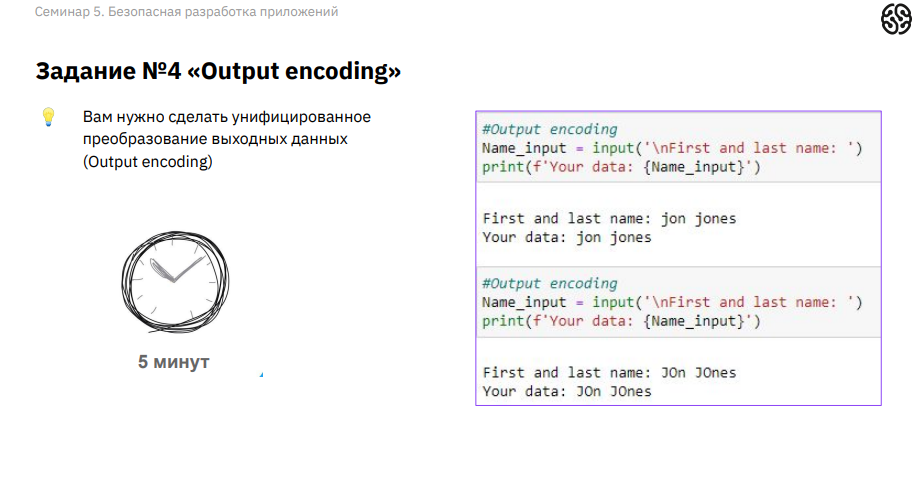 Семинар 5. Безопасная разработка приложений
Задание №4 «Output encoding»
Вам нужно сделать унифицированное
преобразование выходных данных
(Output encoding)
5 минут
#Output encoding
Name_input = input('\nFirst and last name: ')
print(f'Your data: {Name_input}')
First and last name: jon jones
Your data: jon jones
#Output encoding
Name_input = input('\nFirst and last name: ')
print(f'Your data: {Name_input}')
First and last name: JOn JOnes
Your data: JOn JOnes